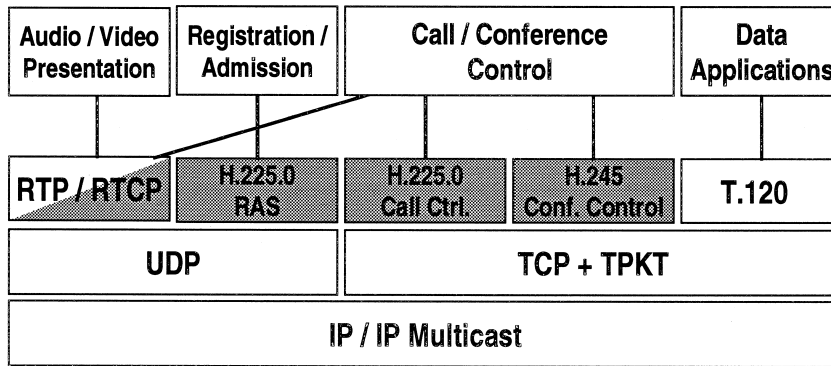 Audio / Video
Presentation
Registration /
Admission
Call / Conference
Control
Data
Applications
RTP / RTCP
H.225.0
RAS
H.225.0
Call Ctrl.
H.245
Conf. Control
T.120
UDP
TCP + TPKT
IP / IP Multicast